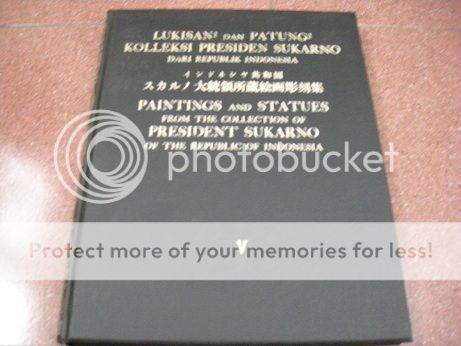 LUKISAN² DAN PATUNG²
KOLLEKSI PRESIDEN SUKARNO
DARI REPUBLIK INDONESIA
インドネシヤ共和国
スカルノ大統領所蔵絵画彫刻集
PAINTINGS AND STATUES
FROM THE COLLECTION OF
PRESIDENT SUKARNO
OF THE REPUBLIC OF INDONESIA
photobucket
Protect more of your memories for less!
V